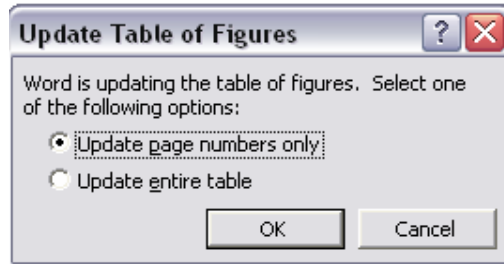 Update Table of Figures
?
Word is updating the table of figures. Select one
of the following options:
Update page numbers only
Update entire table
OK Cancel